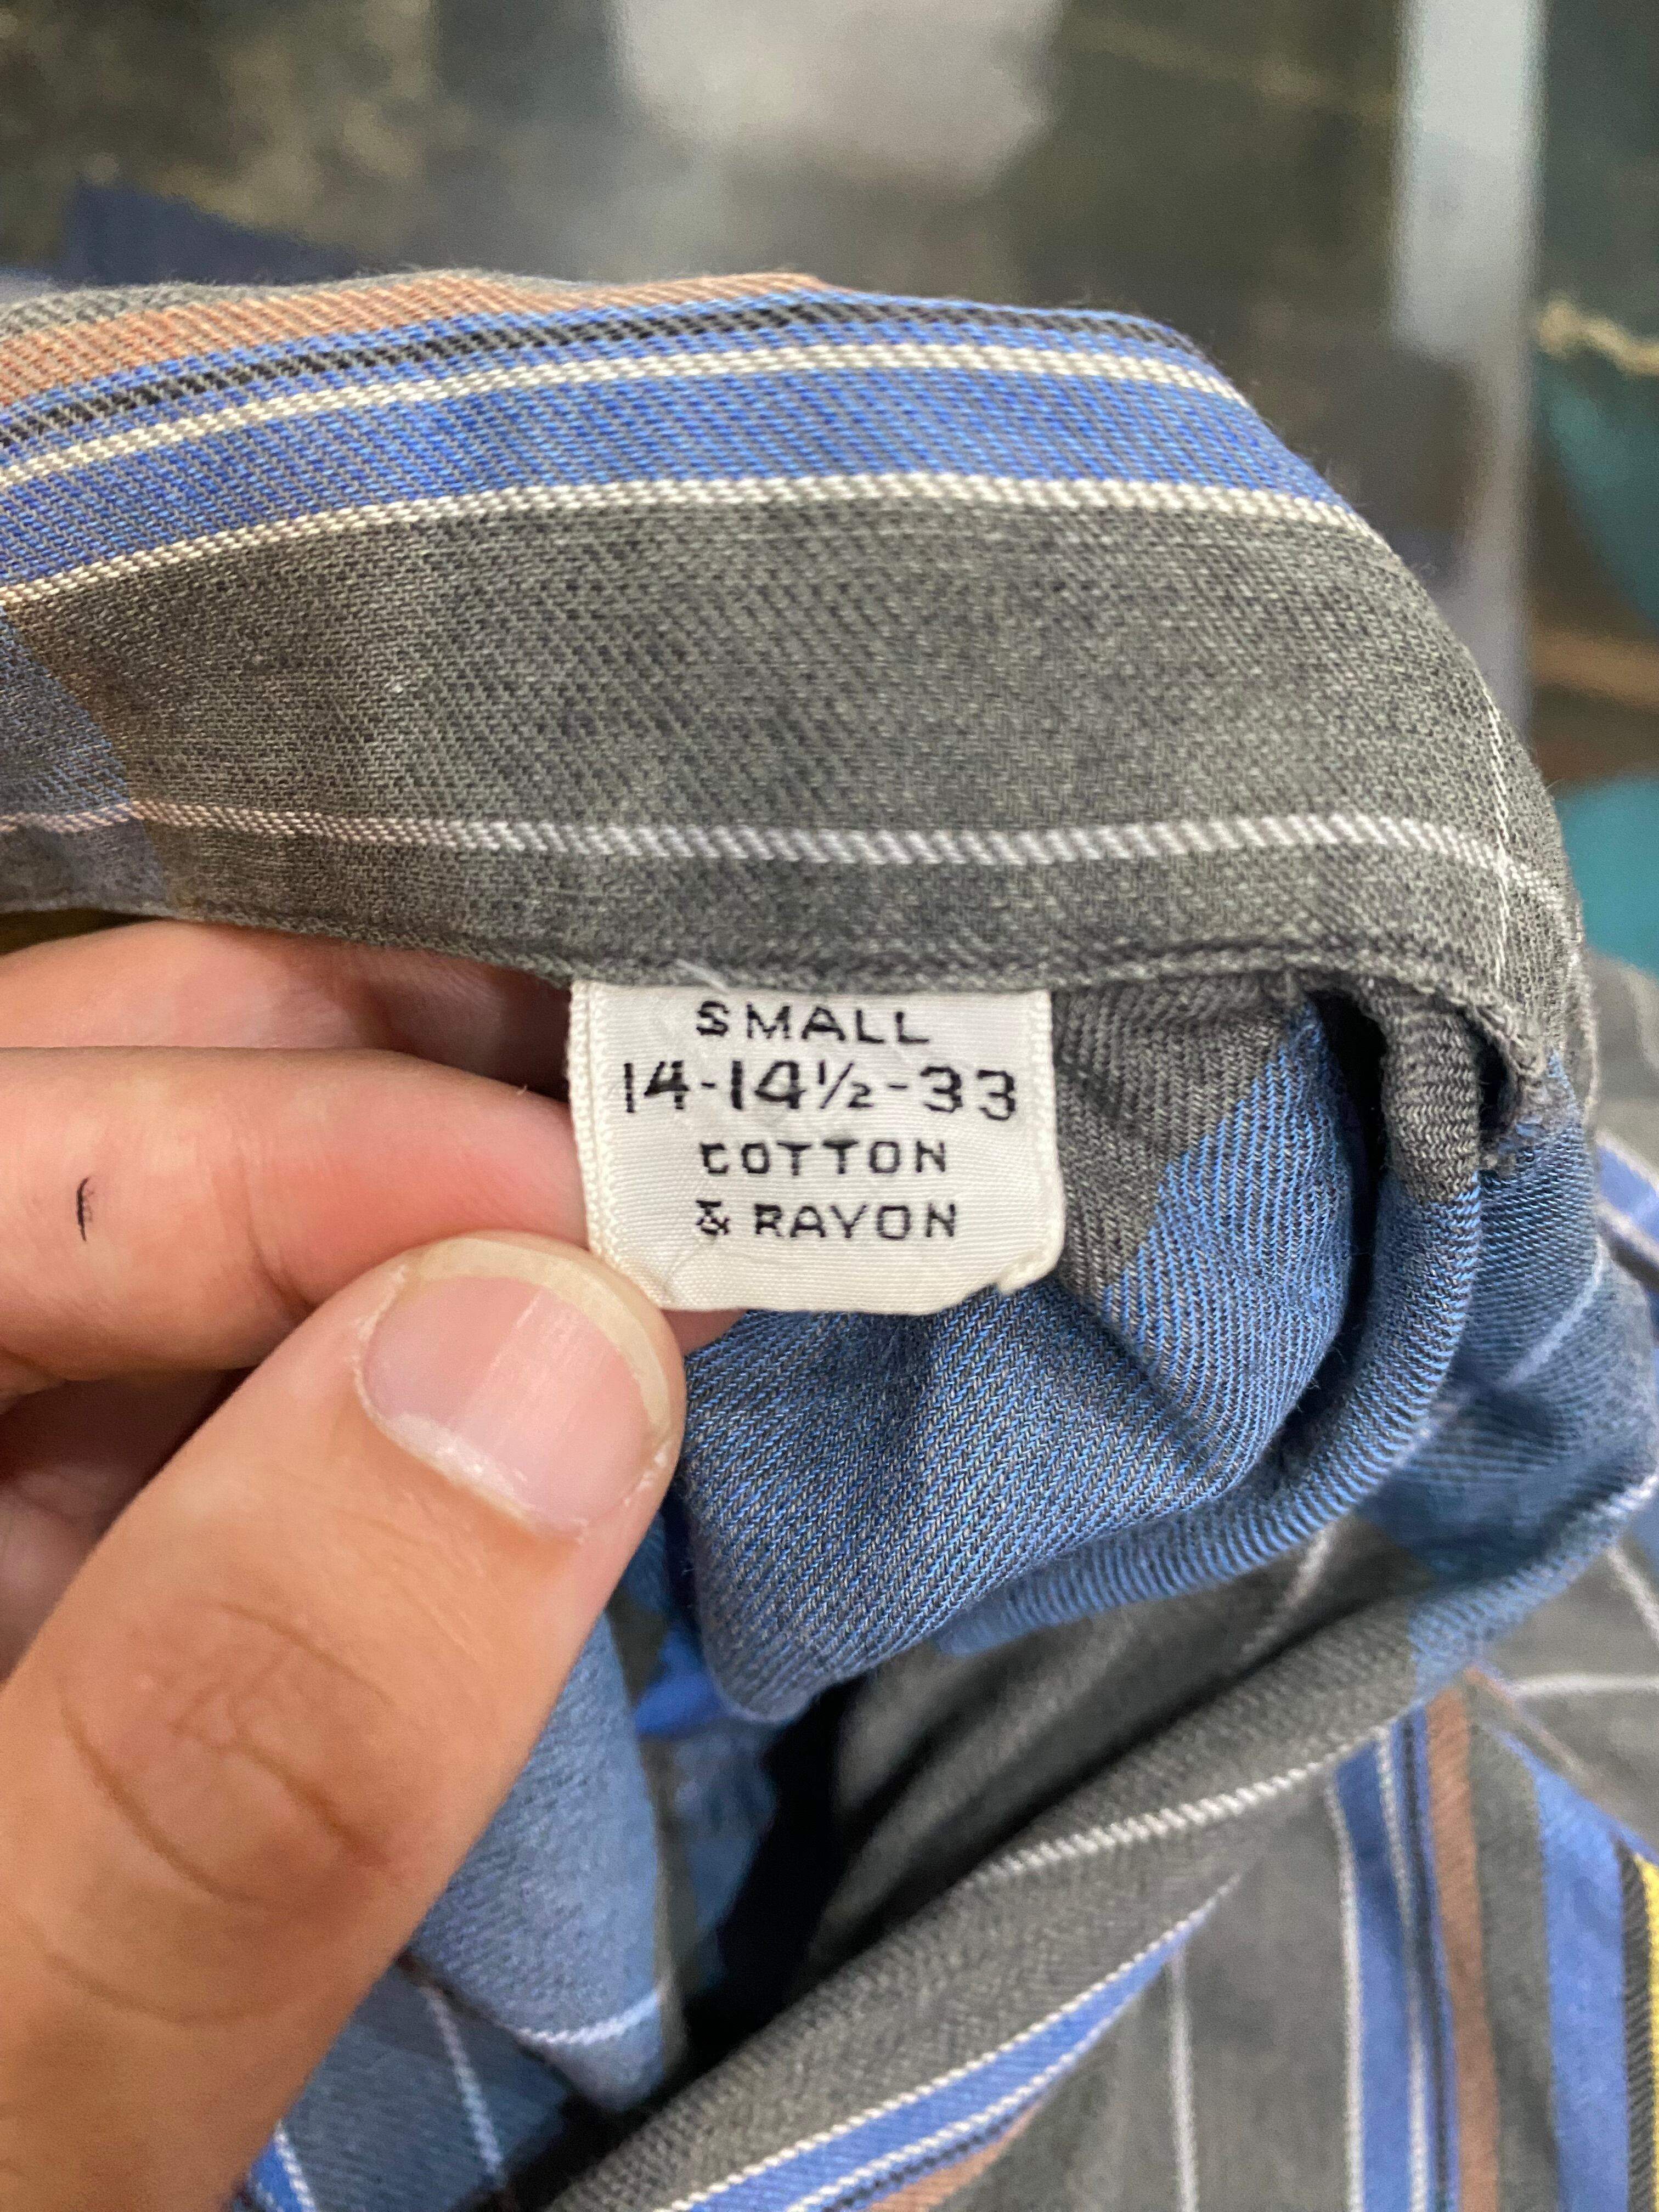 SMALL
14-14½-33
COTTON
& RAYON